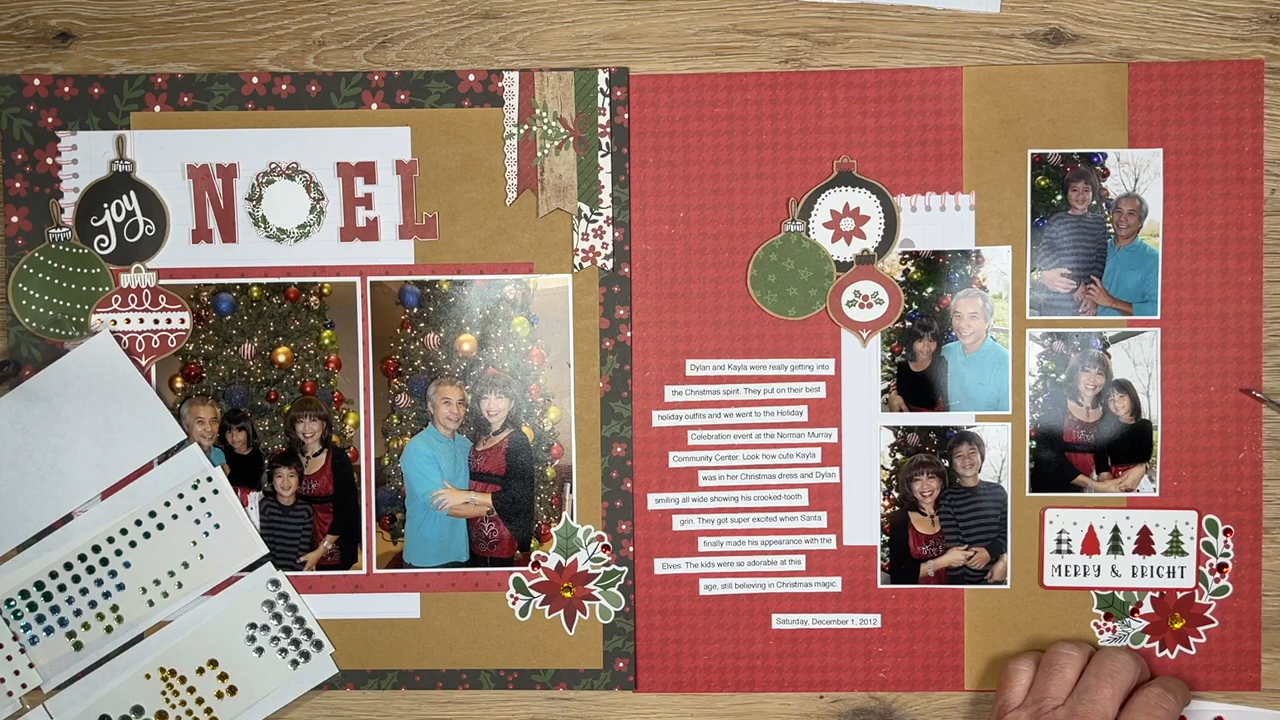 joy
NOEL
Dylan and Kayla were really getting into
the Christmas spirit. They put on their best
holiday outfits and we went to the Holiday
Celebration event at the Norman Murray
Community Center. Look how cute Kayla
was in her Christmas dress and Dylan
smiling all wide showing his crooked-tooth
grin. They got super excited when Santa
finally made his appearance with the
Elves. The kids were so adorable at this
age, still believing in Christmas magic.
Saturday, December 1, 2012
MERRY & BRIGHT